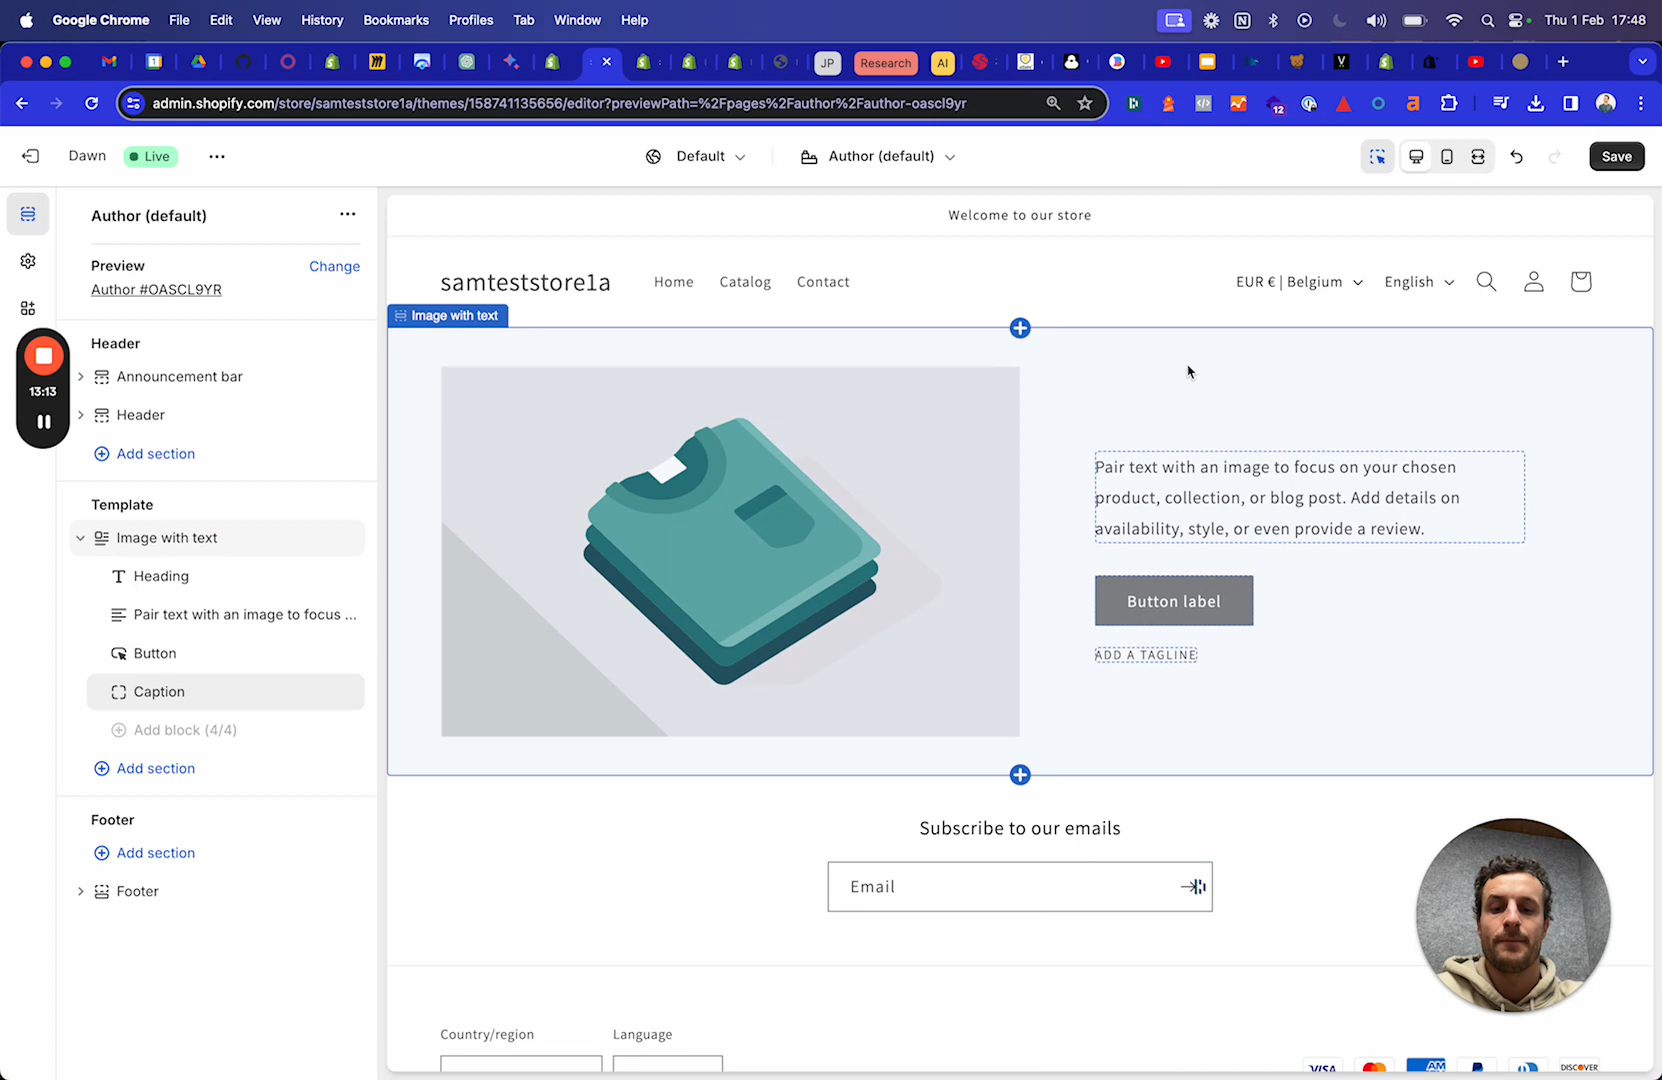 Google Chrome File Edit View History Bookmarks Profiles Tab Window Help Thu 1 Feb 17:48
JP Research AI
admin.shopify.com/store/samteststore1a/themes/158741135656/editor?previewPath=%2Fpages%2Fauthor%2Fauthor-oascl9yr
12
Dawn Live Default Author (default) Save
Author (default)
Preview Change
Author #OASCL9YR
Header
Announcement bar
13:13
Header
Add section
Template
Image with text
Heading
Pair text with an image to focus ...
Button
Caption
Add block (4/4)
Add section
Footer
Add section
Footer
Welcome to our store
samteststore1a Home Catalog Contact EUR € | Belgium English
Image with text
Pair text with an image to focus on your chosen
product, collection, or blog post. Add details on
availability, style, or even provide a review.
Button label
ADD A TAGLINE
Subscribe to our emails
Email
Country/region Language
VISA AM DISCOVER